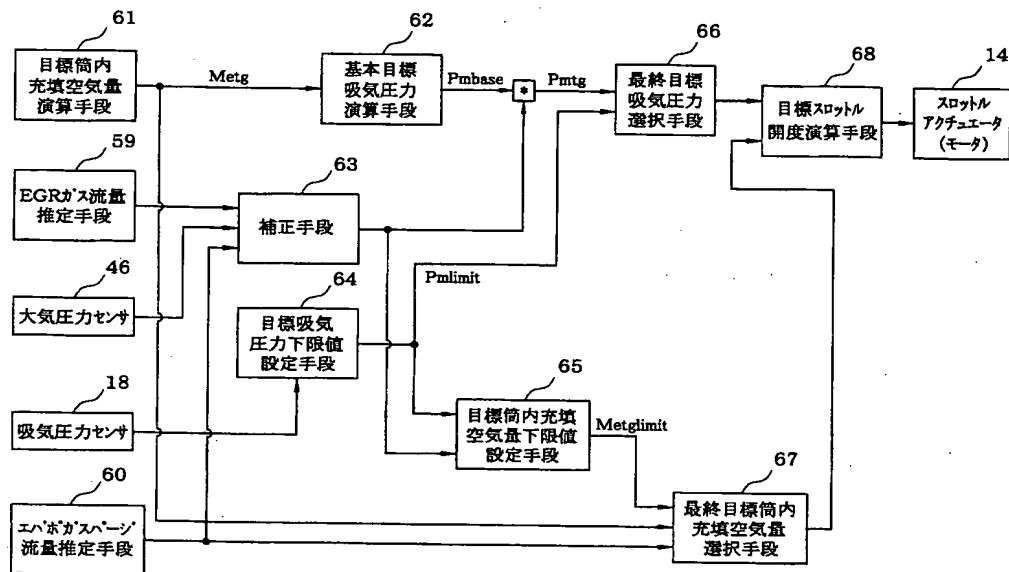 61
目標筒内
充填空気量
演算手段
Metg
62
基本目標
吸気圧力
演算手段
Pmbase
*
Pmtg
66
最終目標
吸気圧力
選択手段
68
目標スロットル
開度演算手段
14
スロットル
アクチュエータ
(モータ)
59
EGRガス流量
推定手段
63
補正手段
46
大気圧力センサ
64
目標吸気
圧力下限値
設定手段
Pmlimit
18
吸気圧力センサ
65
目標筒内充填
空気量下限値
設定手段
Metglimit
60
エバポガスパージ
流量推定手段
67
最終目標筒内
充填空気量
選択手段